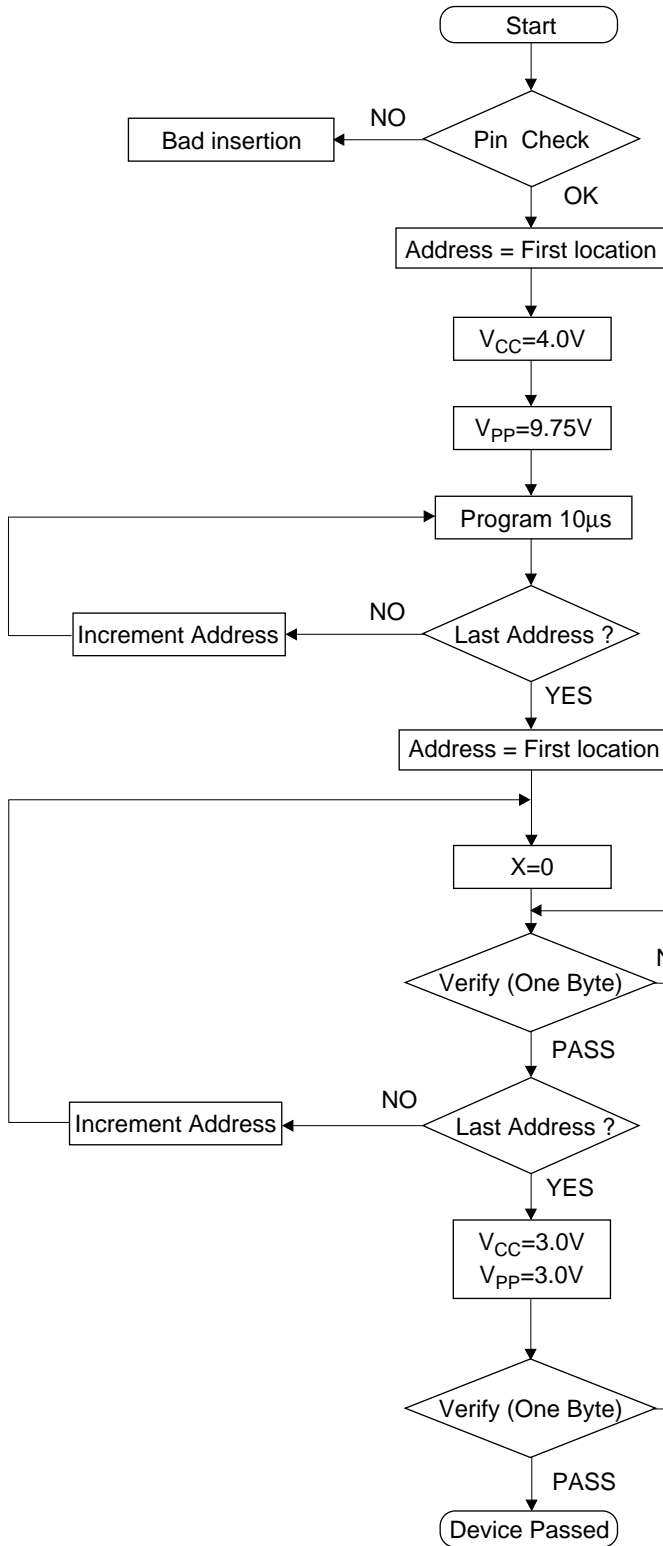 Start
NO
Bad insertion
Pin Check
OK
Address = First location
VCC=4.0V
VPP=9.75V
Program 10μs
NO
Increment Address
Last Address ?
YES
Address = First location
X=0
Verify (One Byte)
PASS
NO
Increment Address
Last Address ?
YES
VCC=3.0V
VPP=3.0V
Verify (One Byte)
PASS
Device Passed